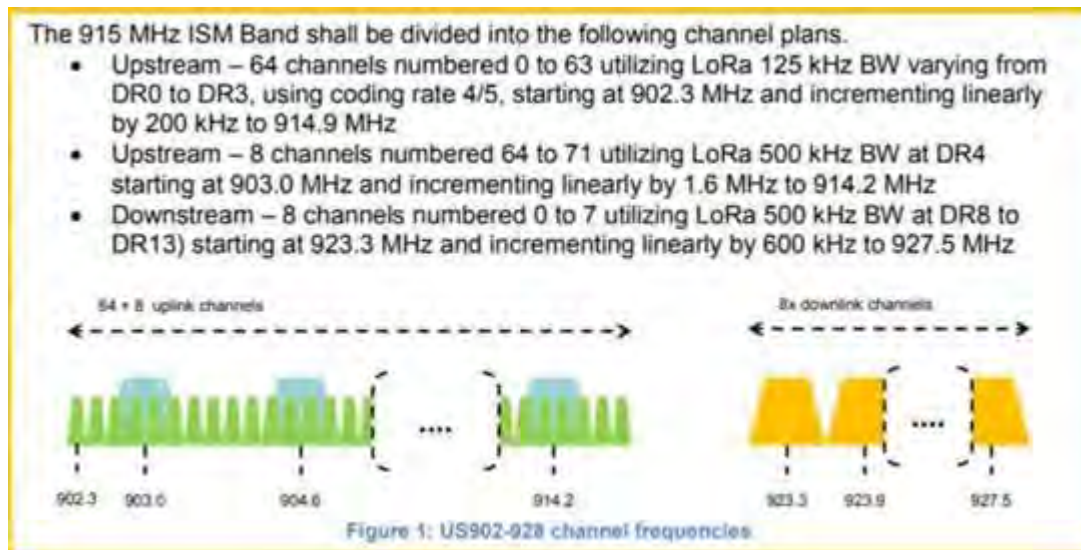 The 915 MHz ISM Band shall be divided into the following channel plans.
• Upstream – 64 channels numbered 0 to 63 utilizing LoRa 125 kHz BW varying from
DR0 to DR3, using coding rate 4/5, starting at 902.3 MHz and incrementing linearly
by 200 kHz to 914.9 MHz
• Upstream – 8 channels numbered 64 to 71 utilizing LoRa 500 kHz BW at DR4
starting at 903.0 MHz and incrementing linearly by 1.6 MHz to 914.2 MHz
• Downstream – 8 channels numbered 0 to 7 utilizing LoRa 500 kHz BW at DR8 to
DR13) starting at 923.3 MHz and incrementing linearly by 600 kHz to 927.5 MHz
64 + 8 uplink channels
8x downlink channels
....
....
902.3 903.0 904.6 914.2 923.3 923.9 927.5
Figure 1: US902-928 channel frequencies